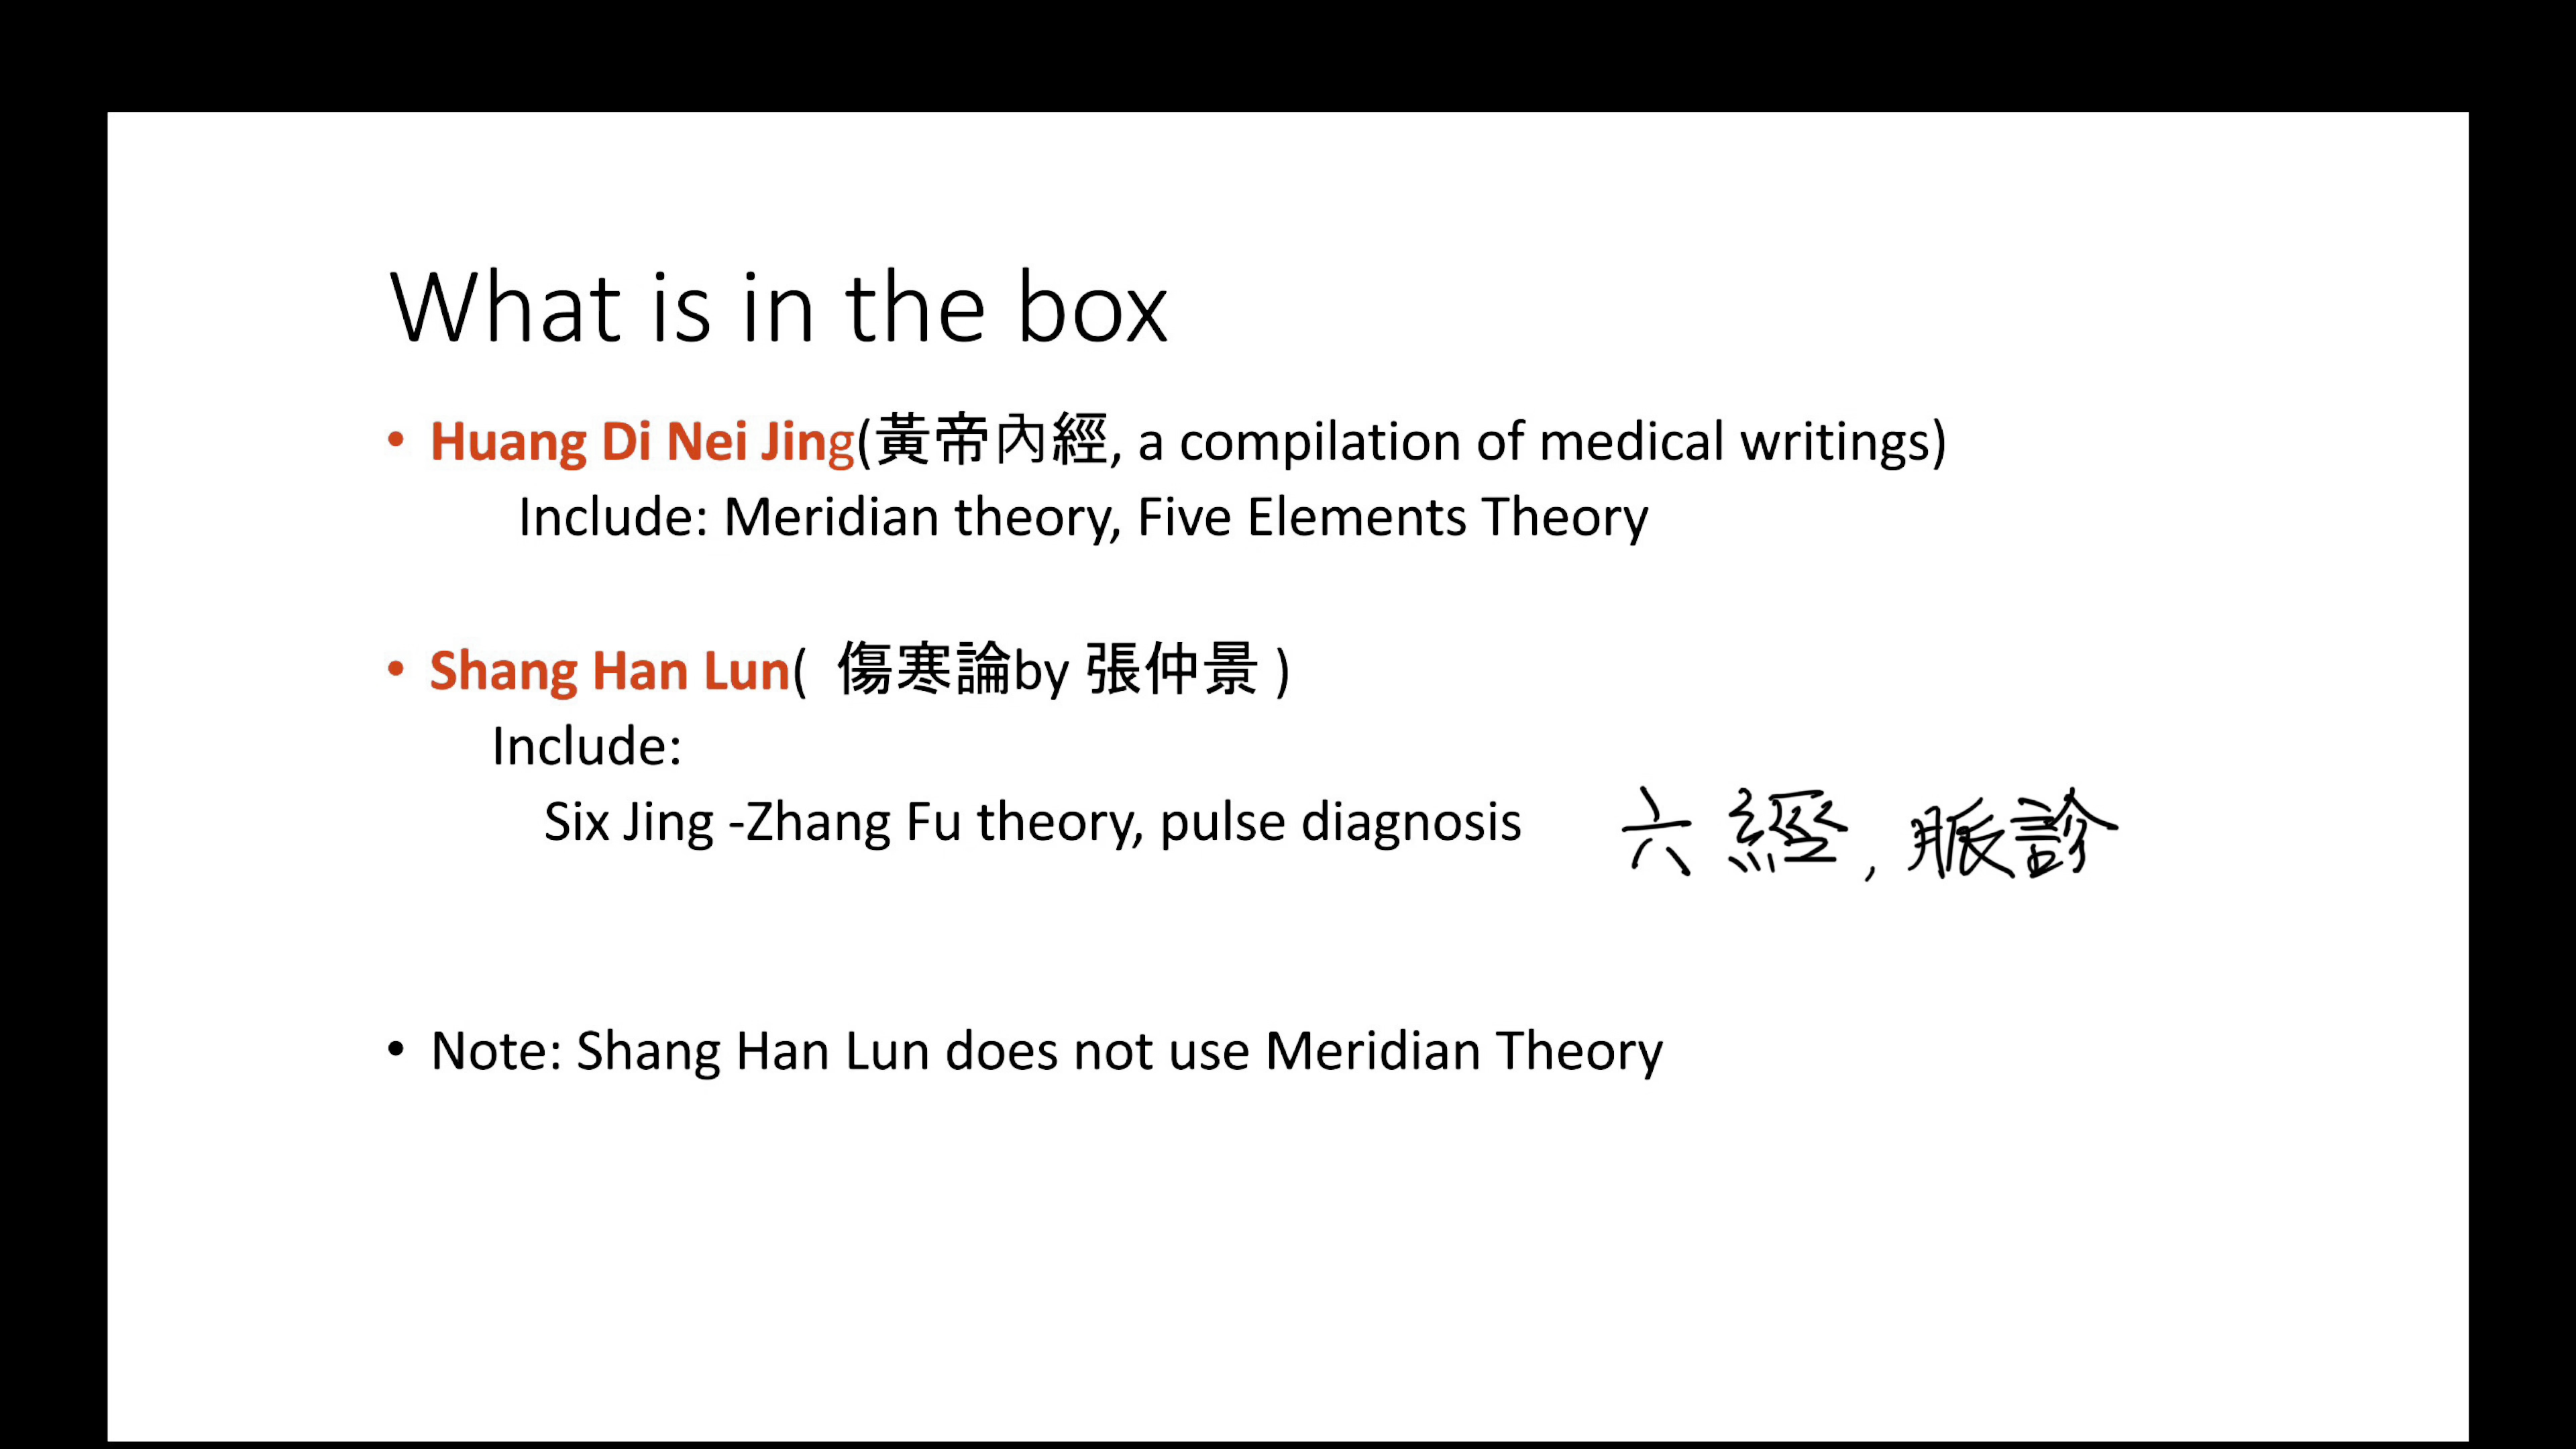 What is in the box
• Huang Di Nei Jing(黃帝內經, a compilation of medical writings)
Include: Meridian theory, Five Elements Theory
• Shang Han Lun( 傷寒論by 張仲景 )
Include:
Six Jing -Zhang Fu theory, pulse diagnosis 六經, 脈診
• Note: Shang Han Lun does not use Meridian Theory